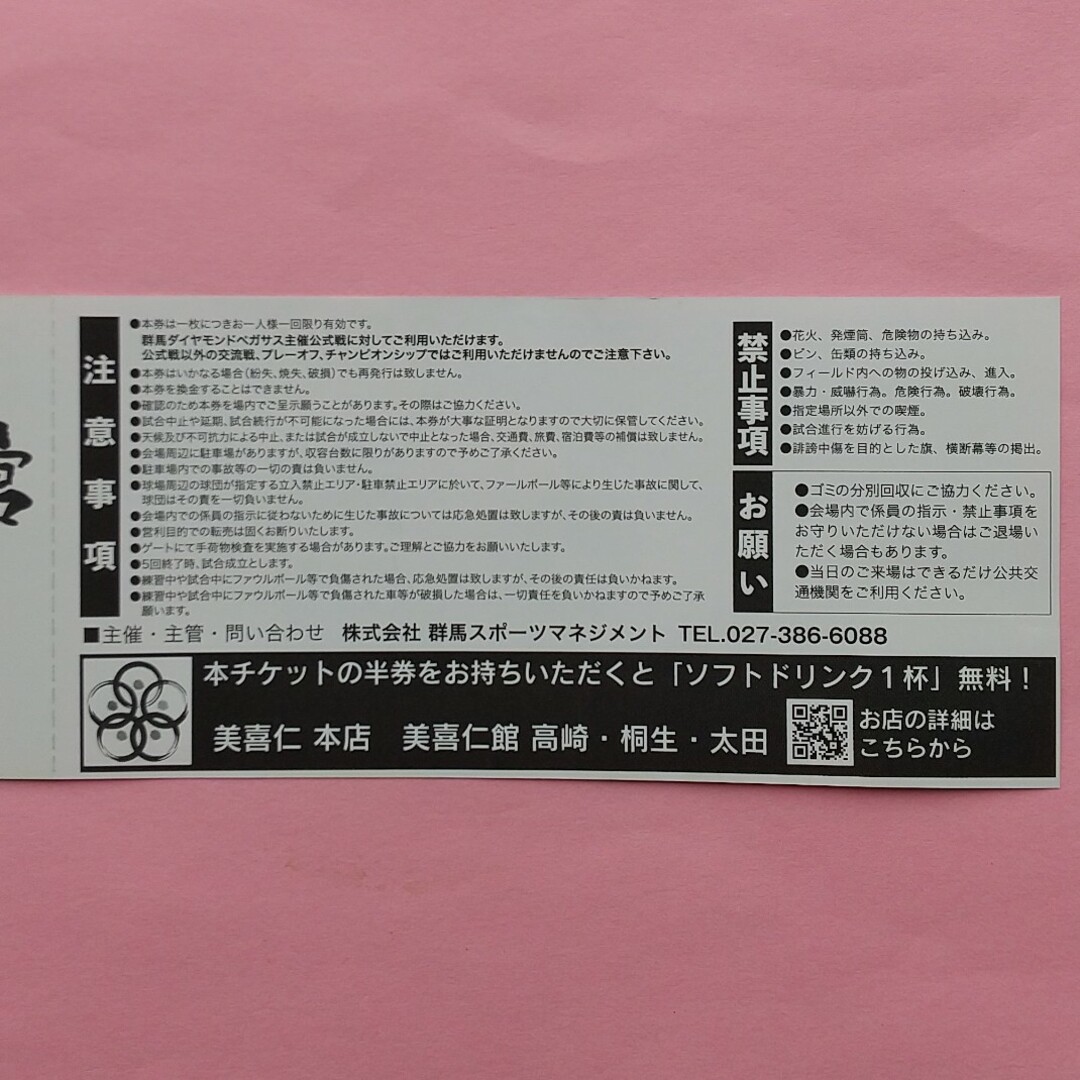 注意事項
●本券は一枚につきお一人様一回限り有効です。
群馬ダイヤモンドペガサス主催公式戦に対してご利用いただけます。
公式戦以外の交流戦、プレーオフ、チャンピオンシップではご利用いただけませんのでご注意下さい。
●本券はいかなる場合(紛失、焼失、破損)でも再発行は致しません。
●本券を換金することはできません。
●確認のため本券を場内でご呈示願うことがあります。その際はご協力ください。
●試合中止や延期、試合続行が不可能になった場合には、本券が大事な証明となりますので大切に保管してください。
●天候及び不可抗力による中止、または試合が成立しないで中止となった場合、交通費、旅費、宿泊費等の補償は致しません。
●会場周辺に駐車場がありますが、収容台数に限りがありますので予めご了承ください。
●駐車場内での事故等の一切の責は負いません。
●球場周辺の球団が指定する立入禁止エリア・駐車禁止エリアに於いて、ファールボール等により生じた事故に関して、
球団はその責を一切負いません。
●会場内での係員の指示に従わないために生じた事故については応急処置は致しますが、その後の責は負いません。
●営利目的での転売は固くお断りいたします。
●ゲートにて手荷物検査を実施する場合があります。ご理解とご協力をお願いいたします。
●5回終了時、試合成立とします。
●練習中や試合中にファウルボール等で負傷された場合、応急処置は致しますが、その後の責任は負いかねます。
●練習中や試合中にファウルボール等で負傷された車等が破損した場合は、一切責任を負いかねますので予めご了承
願います。
禁止事項
●花火、発煙筒、危険物の持ち込み。
●ビン、缶類の持ち込み。
●フィールド内への物の投げ込み、進入。
●暴力・威嚇行為。危険行為。破壊行為。
●指定場所以外での喫煙。
●試合進行を妨げる行為。
●誹謗中傷を目的とした旗、横断幕等の掲出。
お願い
●ゴミの分別回収にご協力ください。
●会場内で係員の指示・禁止事項を
お守りいただけない場合はご退場い
ただく場合もあります。
●当日のご来場はできるだけ公共交
通機関をご利用ください。
■主催・主管・問い合わせ 株式会社 群馬スポーツマネジメント TEL.027-386-6088
本チケットの半券をお持ちいただくと「ソフトドリンク1杯」無料!
美喜仁 本店 美喜仁館 高崎・桐生・太田
お店の詳細は
こちらから